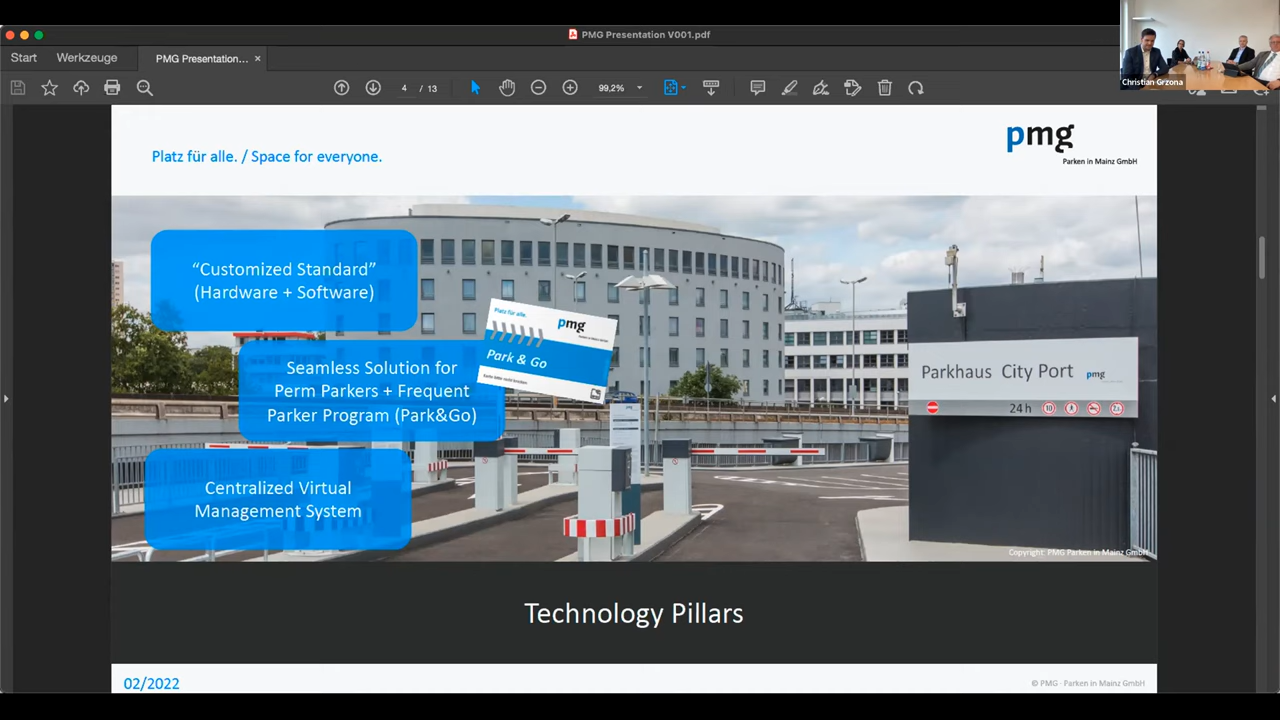 PMG Presentation V001.pdf
Start
Werkzeuge
PMG Presentation... ×
4 / 13
99,2%
Christian Grzona
Platz für alle. / Space for everyone.
pmg
Parken in Mainz GmbH
“Customized Standard”
(Hardware + Software)
Platz für alle.
pmg
Park & Go
Seamless Solution for
Perm Parkers + Frequent
Parker Program (Park&Go)
Parkhaus City Port pmg
24 h
Centralized Virtual
Management System
Copyright: PMG Parken in Mainz GmbH
Technology Pillars
02/2022
© PMG - Parken in Mainz GmbH